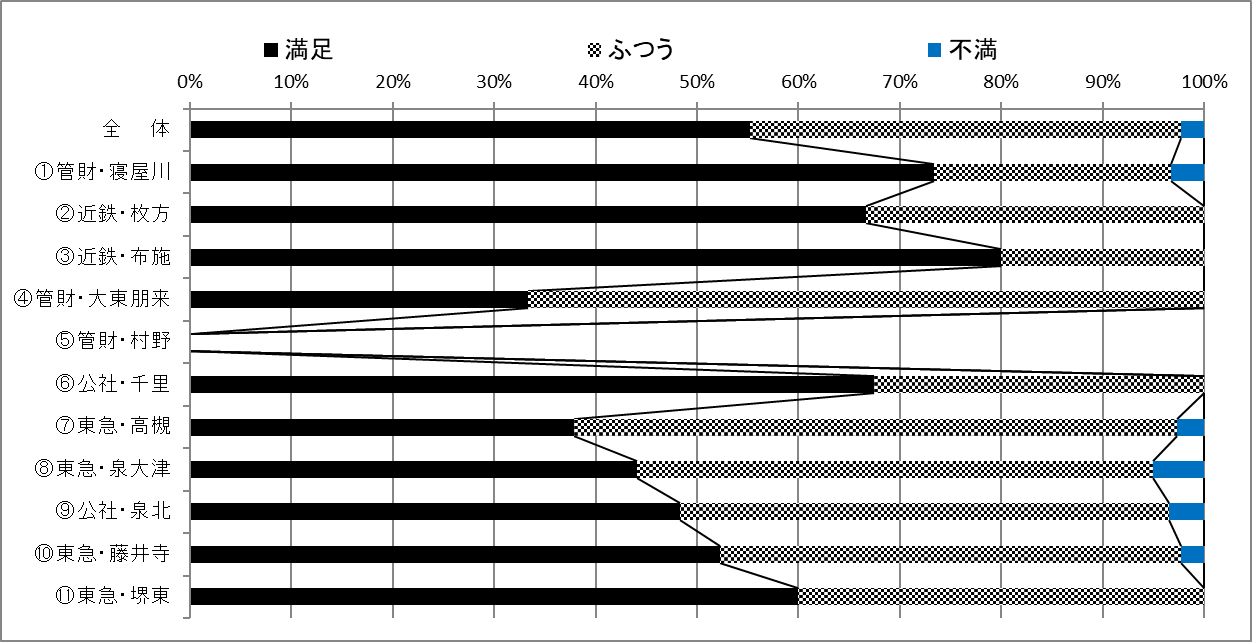 満足 ふつう 不満
0% 10% 20% 30% 40% 50% 60% 70% 80% 90% 100%
全 体
①管財・寝屋川
②近鉄・枚方
③近鉄・布施
④管財・大東朋来
⑤管財・村野
⑥公社・千里
⑦東急・高槻
⑧東急・泉大津
⑨公社・泉北
⑩東急・藤井寺
⑪東急・堺東